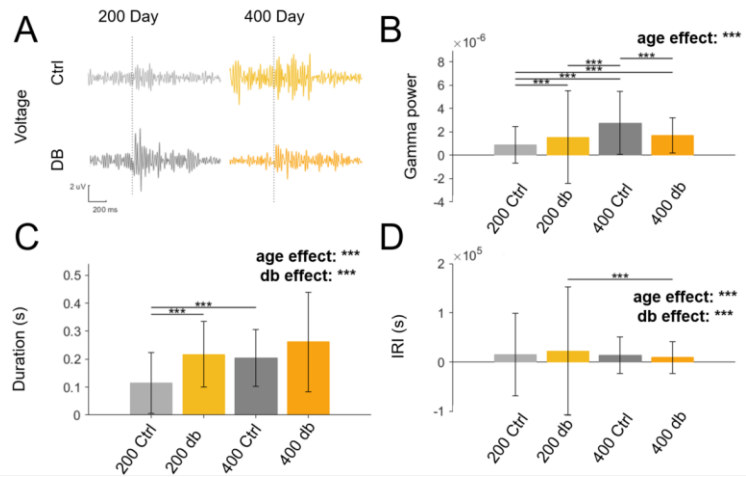 A
200 Day
400 Day
Voltage
Ctrl
DB
2 uV
200 ms
B
×10-6
age effect: ***
***
***
***
***
***
Gamma power
8
6
4
2
0
-2
-4
200 Ctrl
200 db
400 Ctrl
400 db
C
age effect: ***
db effect: ***
***
***
Duration (s)
0.5
0.4
0.3
0.2
0.1
0
200 Ctrl
200 db
400 Ctrl
400 db
D
×105
***
age effect: ***
db effect: ***
IRI (s)
2
1
0
-1
200 Ctrl
200 db
400 Ctrl
400 db